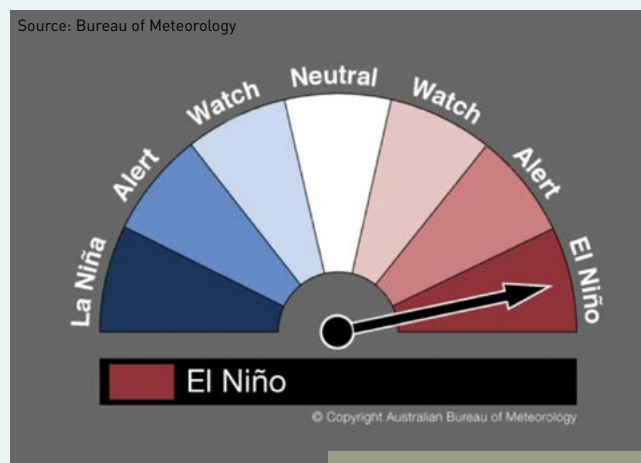 Source: Bureau of Meteorology
Neutral
Watch
Watch
Alert
Alert
La Niña
El Niño
El Niño
© Copyright Australian Bureau of Meteorology